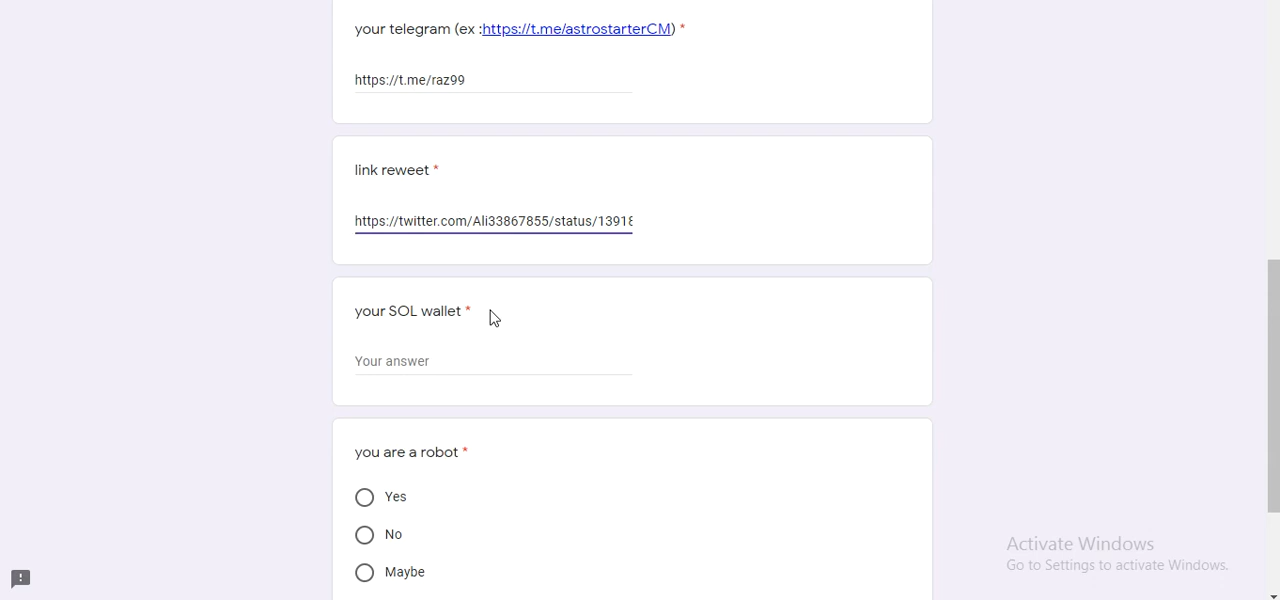 your telegram (ex :https://t.me/astrostarterCM) *
https://t.me/raz99
link reweet *
https://twitter.com/Ali33867855/status/13918
your SOL wallet *
Your answer
you are a robot *
Yes
No
Maybe
Activate Windows
Go to Settings to activate Windows.